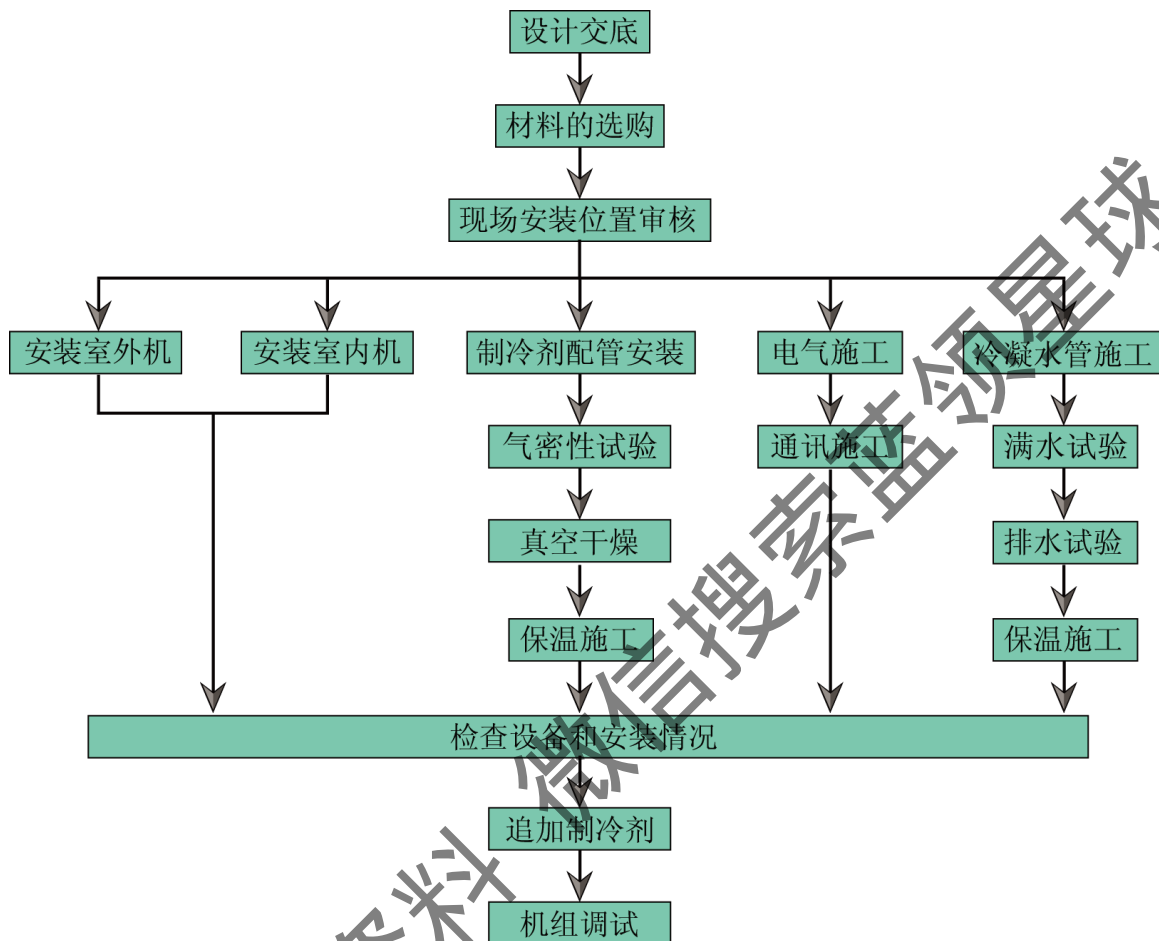 设计交底
材料的选购
现场安装位置审核
安装室外机
安装室内机
制冷剂配管安装
电气施工
冷凝水管施工
气密性试验
通讯施工
满水试验
真空干燥
排水试验
保温施工
保温施工
检查设备和安装情况
追加制冷剂
机组调试
资料 微信搜索蓝领星球